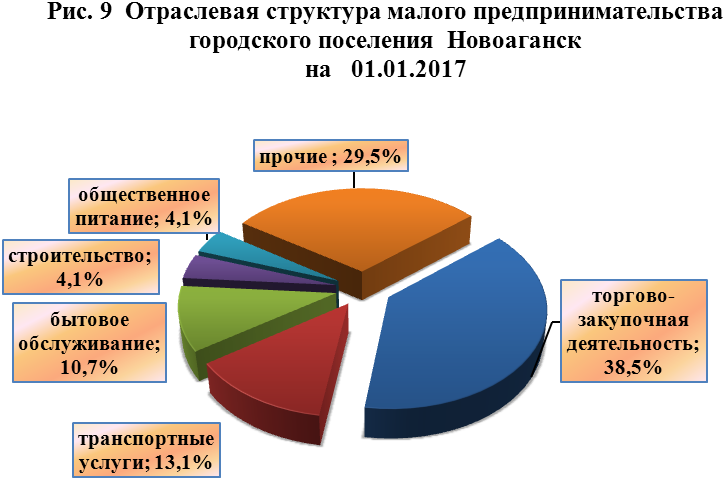 Рис. 9 Отраслевая структура малого предпринимательства
городского поселения Новоаганск
на 01.01.2017
прочие ; 29,5%
общественное
питание; 4,1%
строительство;
4,1%
бытовое
обслуживание;
10,7%
транспортные
услуги; 13,1%
торгово-
закупочная
деятельность;
38,5%